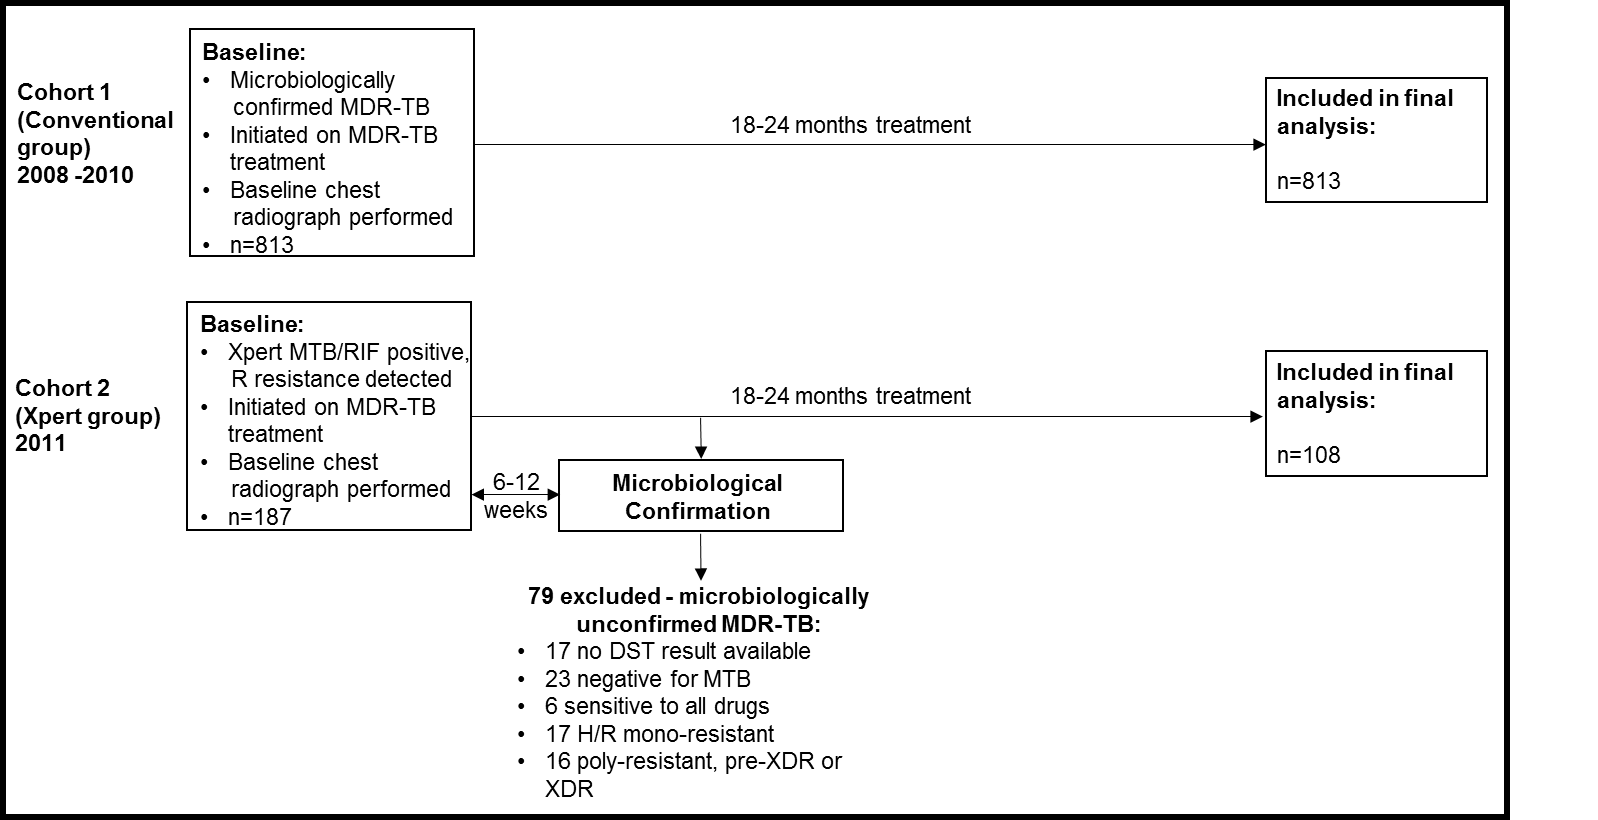 Cohort 1
(Conventional
group)
2008 -2010
Baseline:
• Microbiologically
confirmed MDR-TB
• Initiated on MDR-TB
treatment
• Baseline chest
radiograph performed
• n=813
18-24 months treatment
Included in final
analysis:
n=813
Cohort 2
(Xpert group)
2011
Baseline:
• Xpert MTB/RIF positive,
R resistance detected
• Initiated on MDR-TB
treatment
• Baseline chest
radiograph performed
• n=187
18-24 months treatment
6-12
weeks
Microbiological
Confirmation
Included in final
analysis:
n=108
79 excluded - microbiologically
unconfirmed MDR-TB:
• 17 no DST result available
• 23 negative for MTB
• 6 sensitive to all drugs
• 17 H/R mono-resistant
• 16 poly-resistant, pre-XDR or
XDR